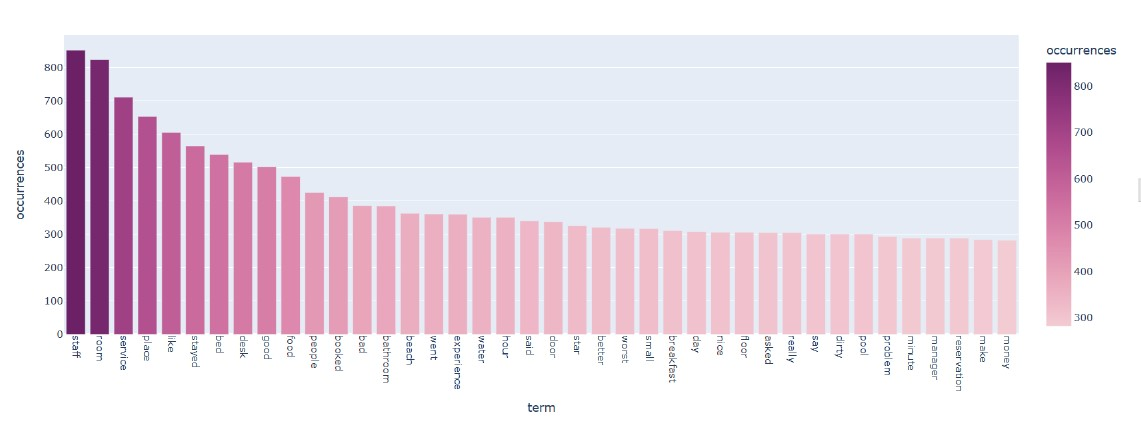 occurrences
800
700
600
500
400
300
200
100
0
staff
room
service
place
like
stayed
bed
desk
good
food
people
booked
bad
bathroom
beach
went
experience
water
hour
said
door
star
better
worst
small
breakfast
day
nice
floor
asked
really
say
dirty
pool
problem
minute
manager
reservation
make
money
term
occurrences
800
700
600
500
400
300